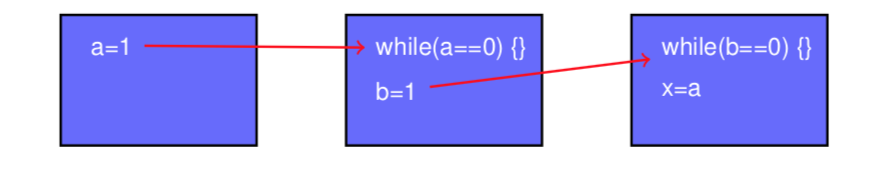 a=1
while(a==0) {}
b=1
while(b==0) {}
x=a